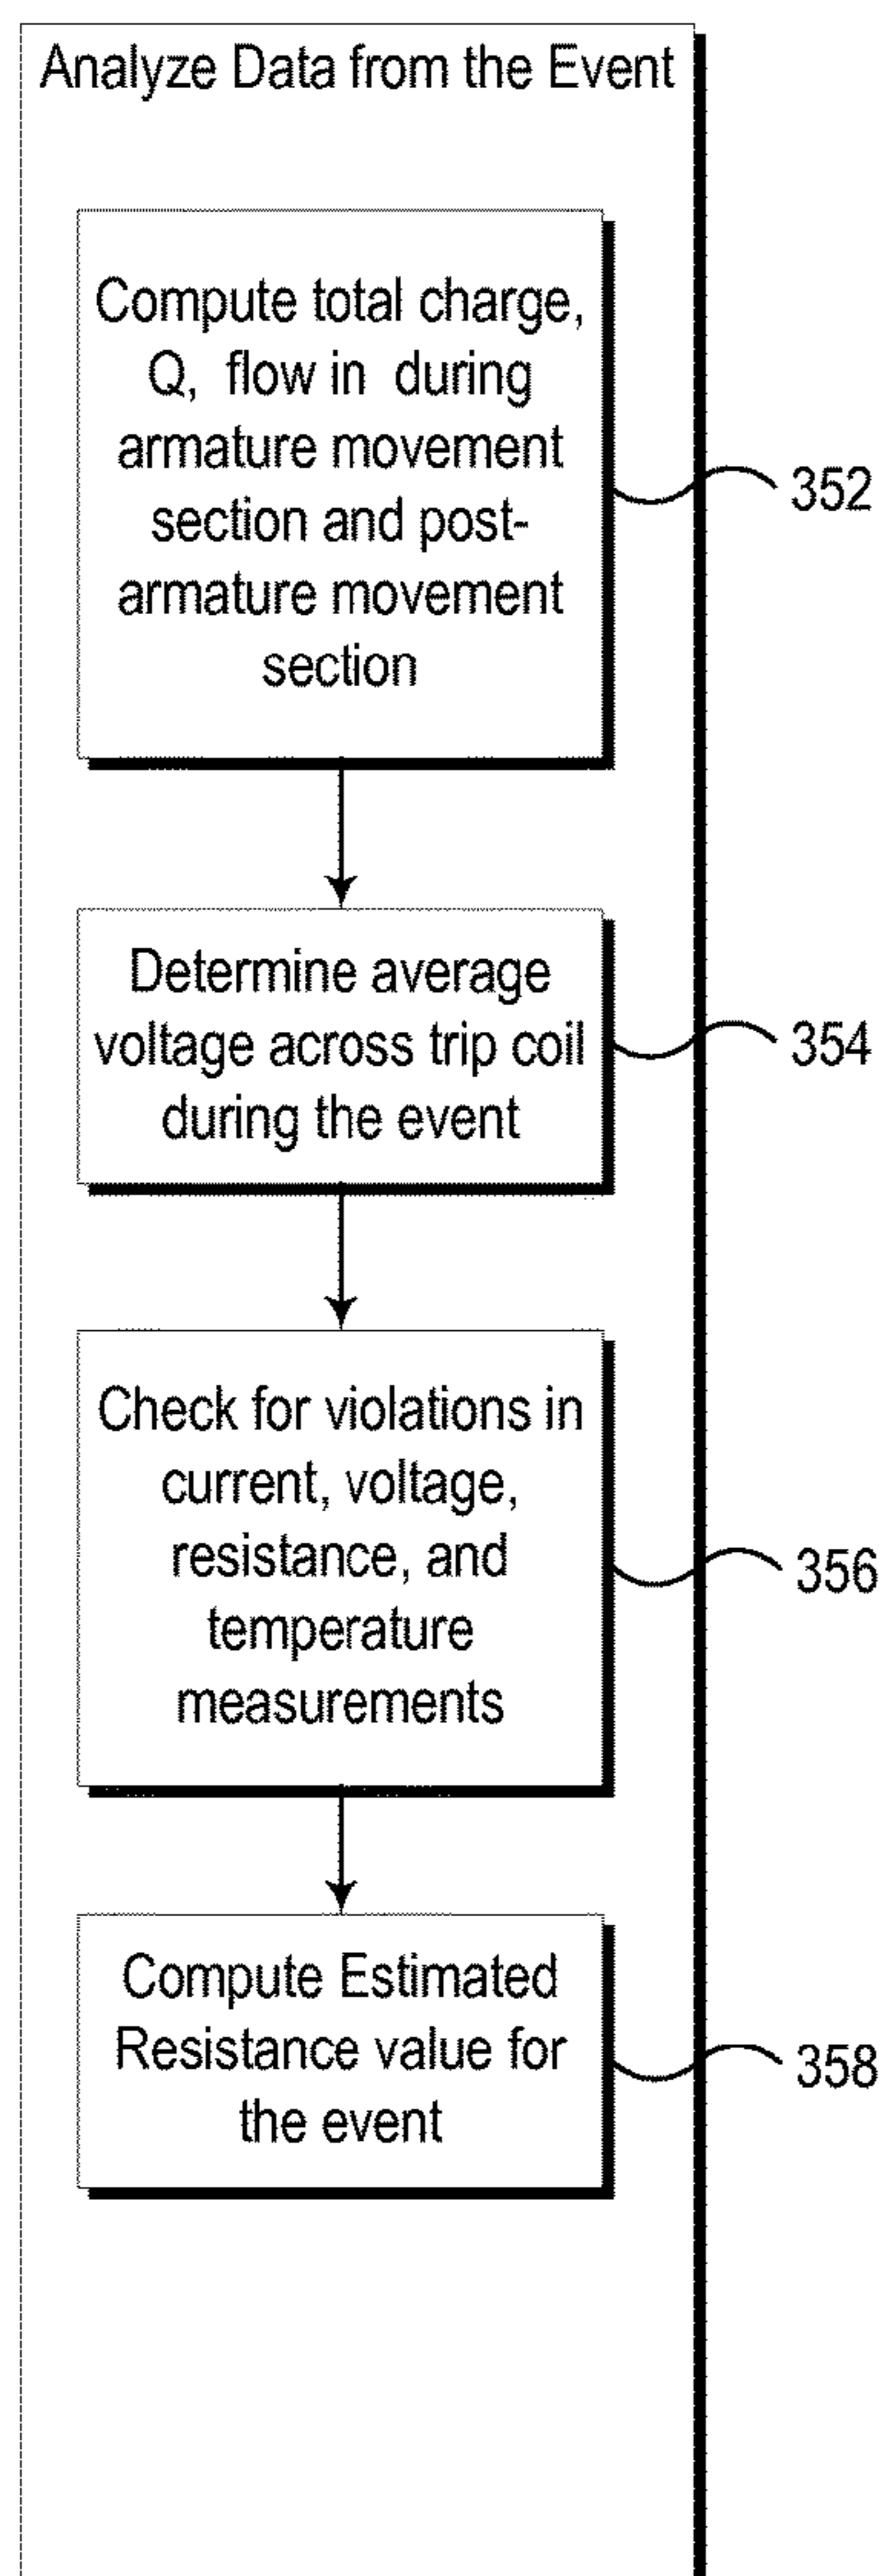 Analyze Data from the Event
Compute total charge,
Q, flow in during
armature movement
section and post-
armature movement
section
352
Determine average
voltage across trip coil
during the event
354
Check for violations in
current, voltage,
resistance, and
temperature
measurements
356
Compute Estimated
Resistance value for
the event
358